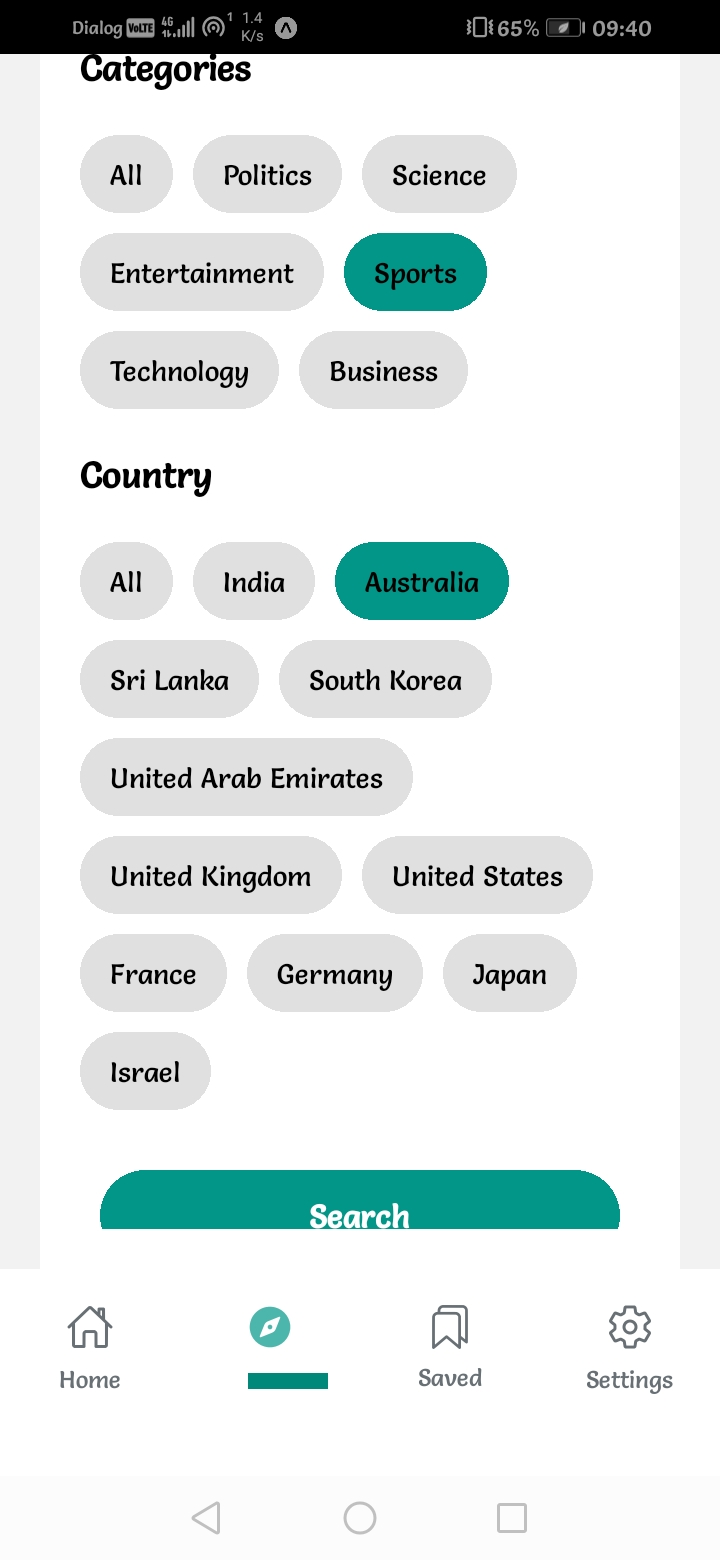 Dialog VoLTE 4G 1 1.4 K/s 65% 09:40
Categories
All Politics Science
Entertainment Sports
Technology Business
Country
All India Australia
Sri Lanka South Korea
United Arab Emirates
United Kingdom United States
France Germany Japan
Israel
Search
Home Saved Settings